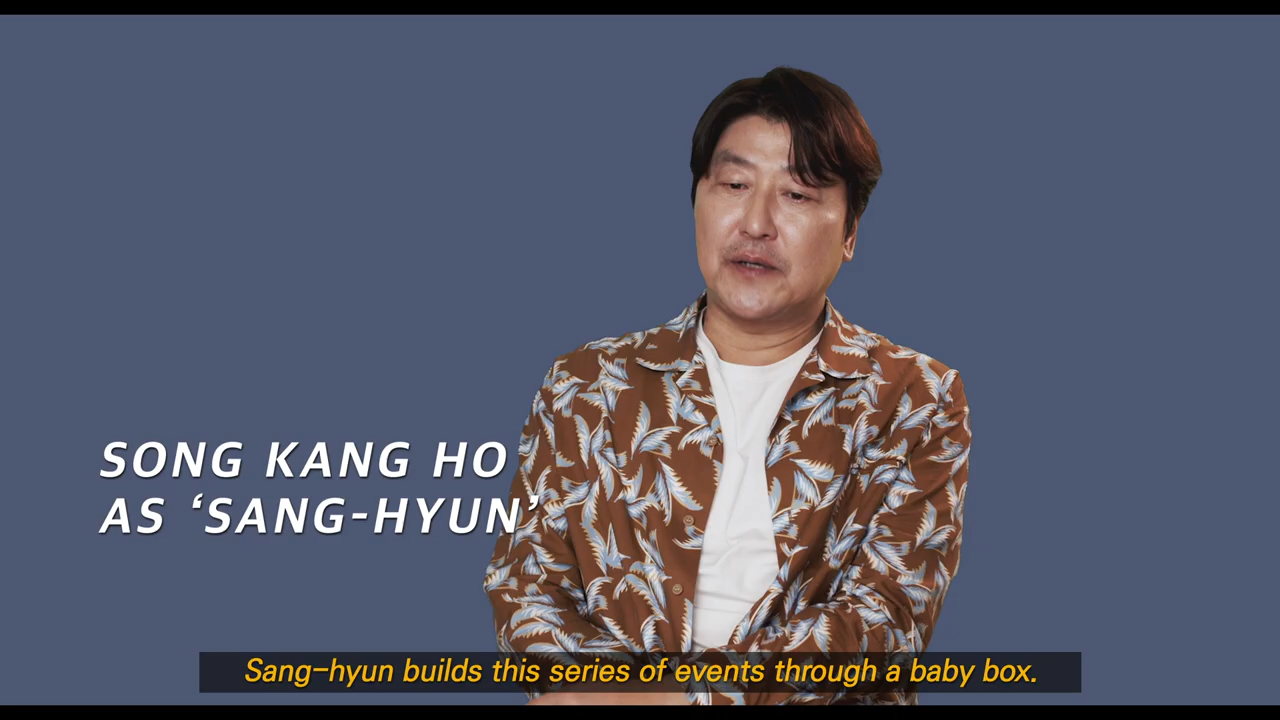 SONG KANG HO
AS ‘SANG-HYUN’
Sang-hyun builds this series of events through a baby box.